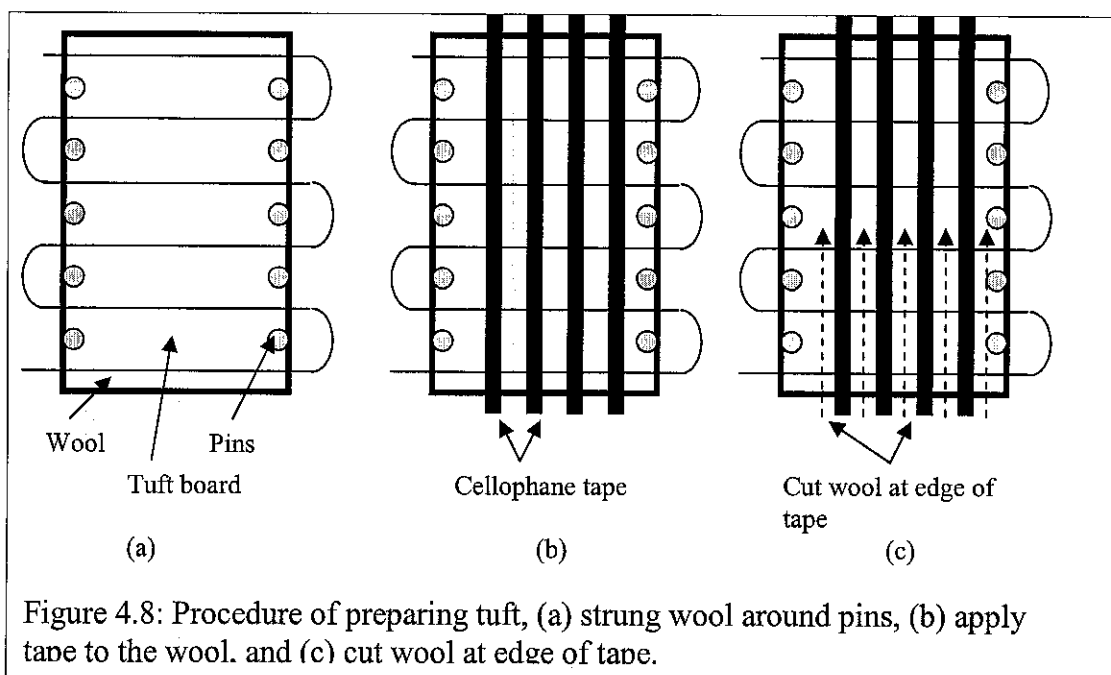 Wool
Pins
Tuft board
Cellophane tape
Cut wool at edge of
tape
(a)
(b)
(c)
Figure 4.8: Procedure of preparing tuft, (a) strung wool around pins, (b) apply
tape to the wool, and (c) cut wool at edge of tape.